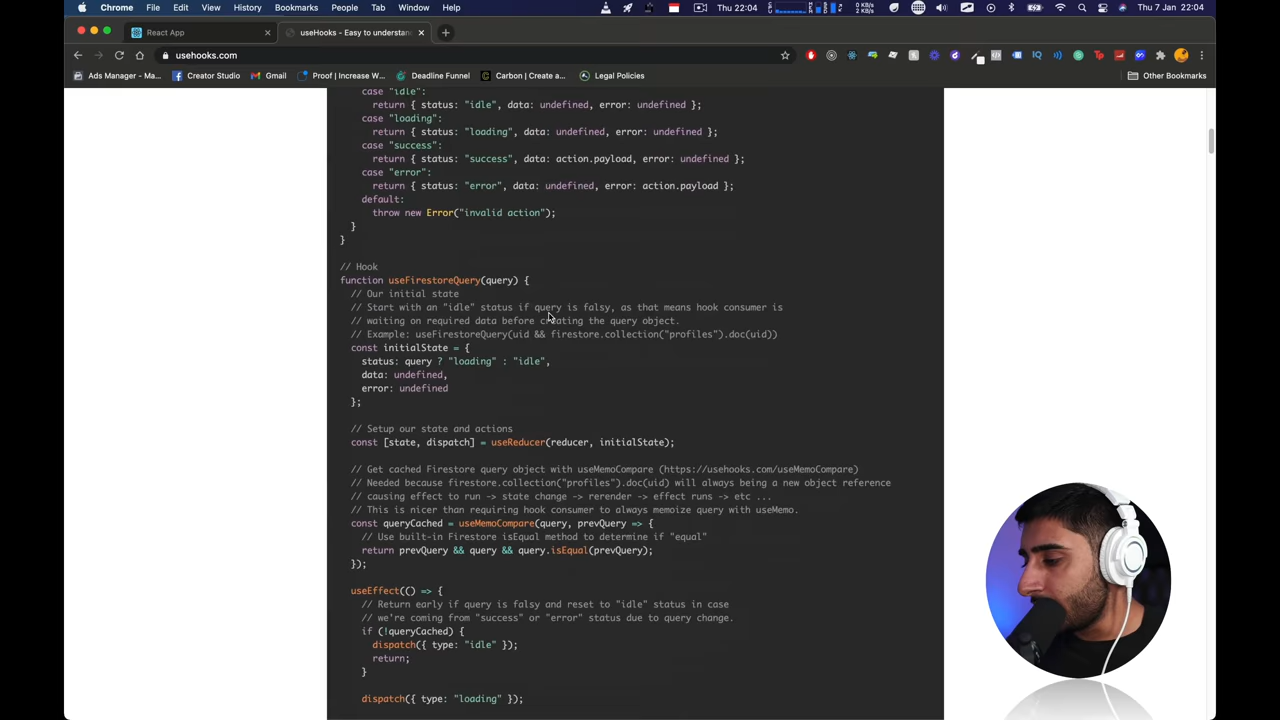 Chrome File Edit View History Bookmarks People Tab Window Help Thu 22:04 Thu 7 Jan 22:04
React App useHooks - Easy to understan
usehooks.com
Ads Manager - Ma... Creator Studio Gmail Proof | Increase W... Deadline Funnel Carbon | Create a... Legal Policies Other Bookmarks
case "idle":
return { status: "idle", data: undefined, error: undefined };
case "loading":
return { status: "loading", data: undefined, error: undefined };
case "success":
return { status: "success", data: action.payload, error: undefined };
case "error":
return { status: "error", data: undefined, error: action.payload };
default:
throw new Error("invalid action");
}
}
// Hook
function useFirestoreQuery(query) {
// Our initial state
// Start with an "idle" status if query is falsy, as that means hook consumer is
// waiting on required data before creating the query object.
// Example: useFirestoreQuery(uid && firestore.collection("profiles").doc(uid))
const initialState = {
status: query ? "loading" : "idle",
data: undefined,
error: undefined
};
// Setup our state and actions
const [state, dispatch] = useReducer(reducer, initialState);
// Get cached Firestore query object with useMemoCompare (https://usehooks.com/useMemoCompare)
// Needed because firestore.collection("profiles").doc(uid) will always being a new object reference
// causing effect to run -> state change -> rerender -> effect runs -> etc ...
// This is nicer than requiring hook consumer to always memoize query with useMemo.
const queryCached = useMemoCompare(query, prevQuery => {
// Use built-in Firestore isEqual method to determine if "equal"
return prevQuery && query && query.isEqual(prevQuery);
});
useEffect(() => {
// Return early if query is falsy and reset to "idle" status in case
// we're coming from "success" or "error" status due to query change.
if (!queryCached) {
dispatch({ type: "idle" });
return;
}
dispatch({ type: "loading" });